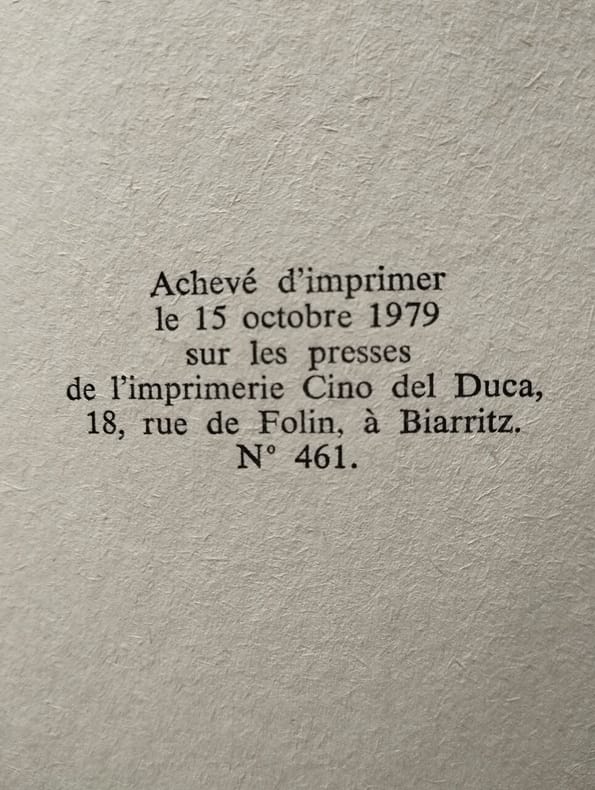 Achevé d'imprimer
le 15 octobre 1979
sur les presses
de l'imprimerie Cino del Duca,
18, rue de Folin, à Biarritz.
N° 461.